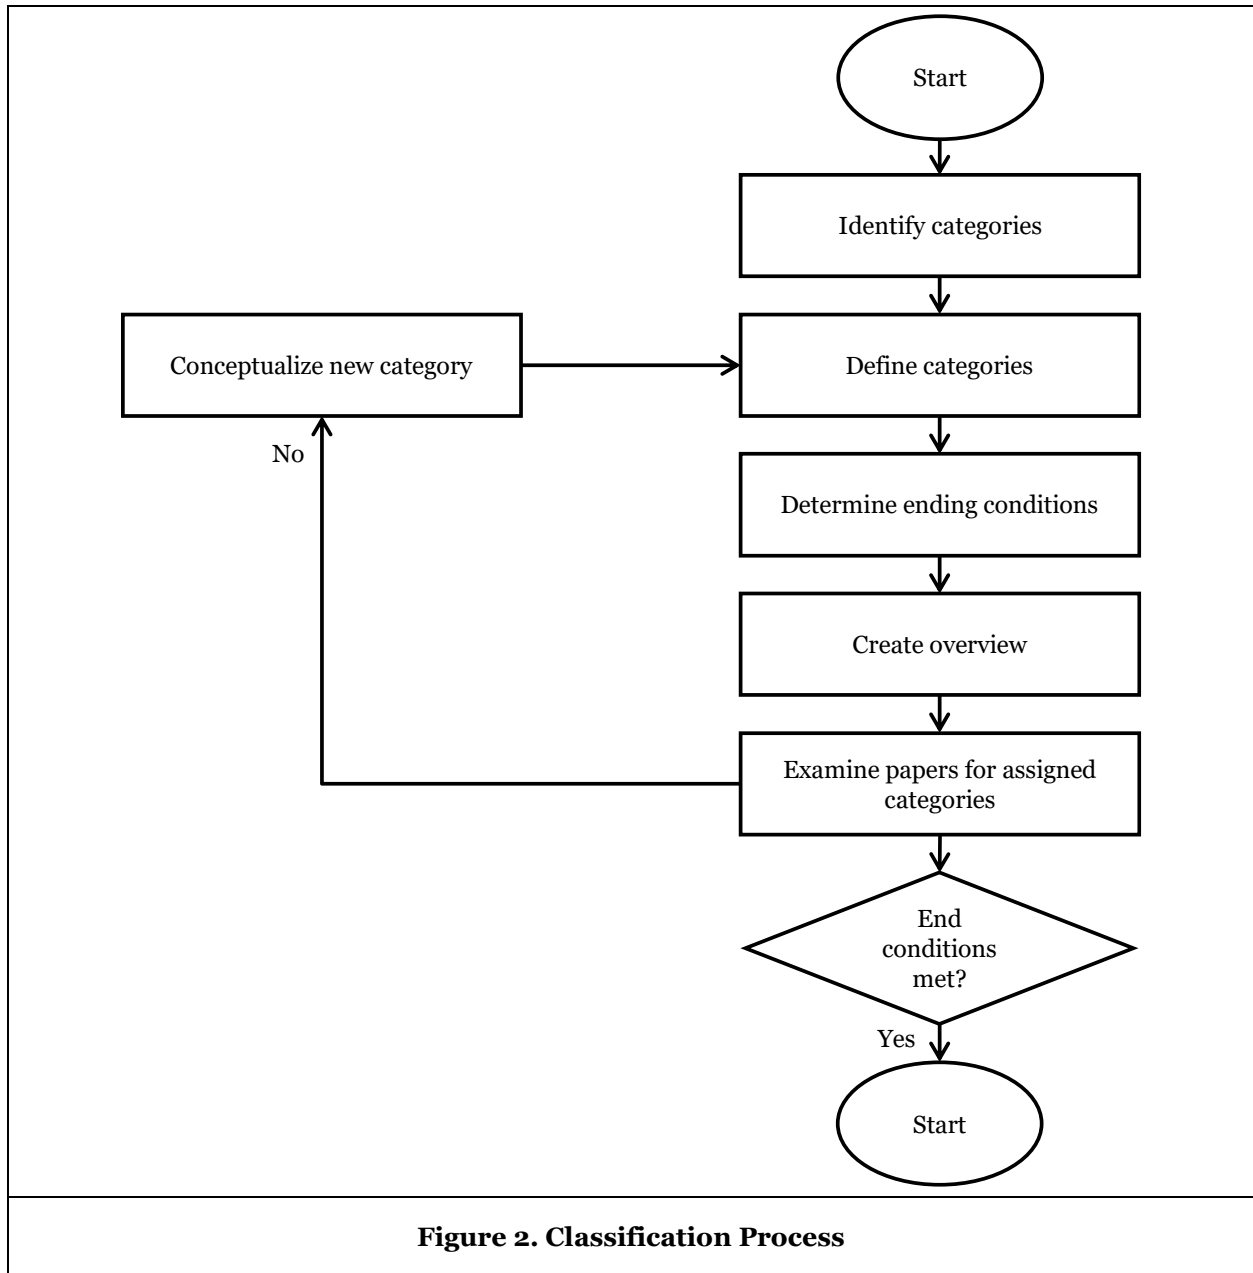 Start
Identify categories
Conceptualize new category
Define categories
No
Determine ending conditions
Create overview
Examine papers for assigned
categories
End
conditions
met?
Yes
Start
Figure 2. Classification Process